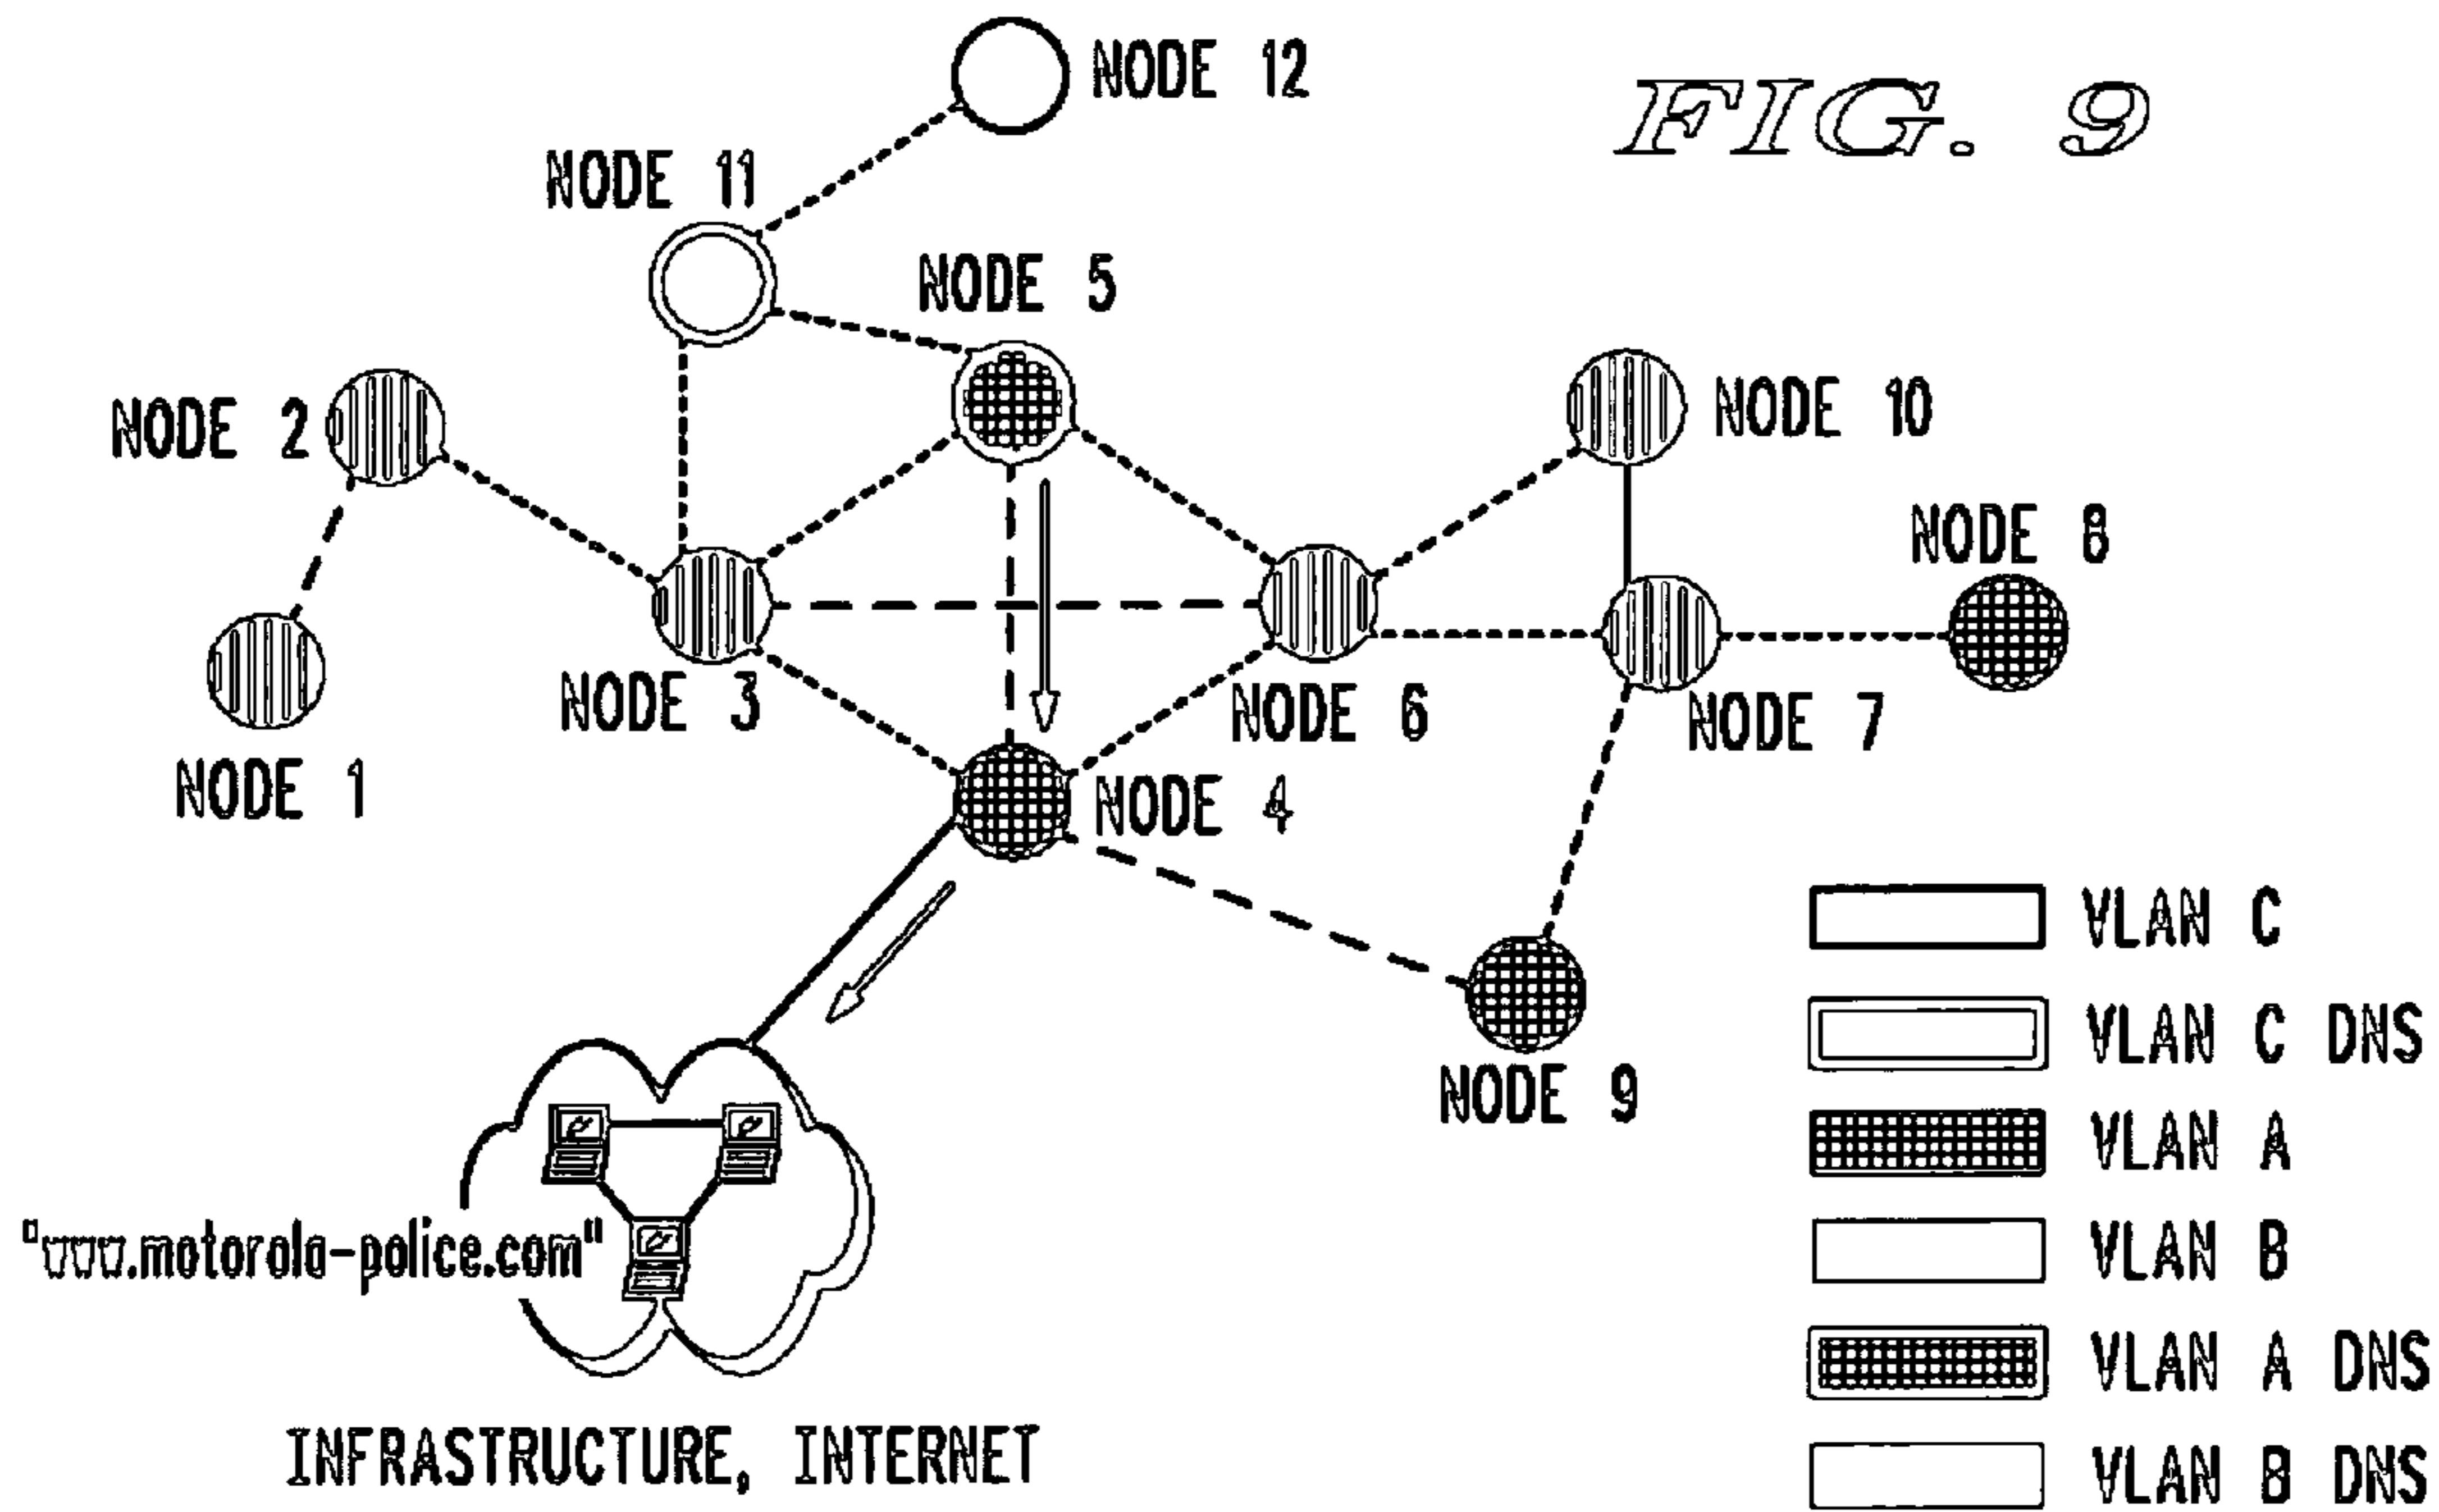 NODE 12
FIG. 9
NODE 11
NODE 5
NODE 2
NODE 10
NODE 8
NODE 3
NODE 6
NODE 7
NODE 1
NODE 4
NODE 9
VLAN C
VLAN C DNS
VLAN A
VLAN B
VLAN A DNS
VLAN B DNS
"www.motorola-police.com"
INFRASTRUCTURE, INTERNET